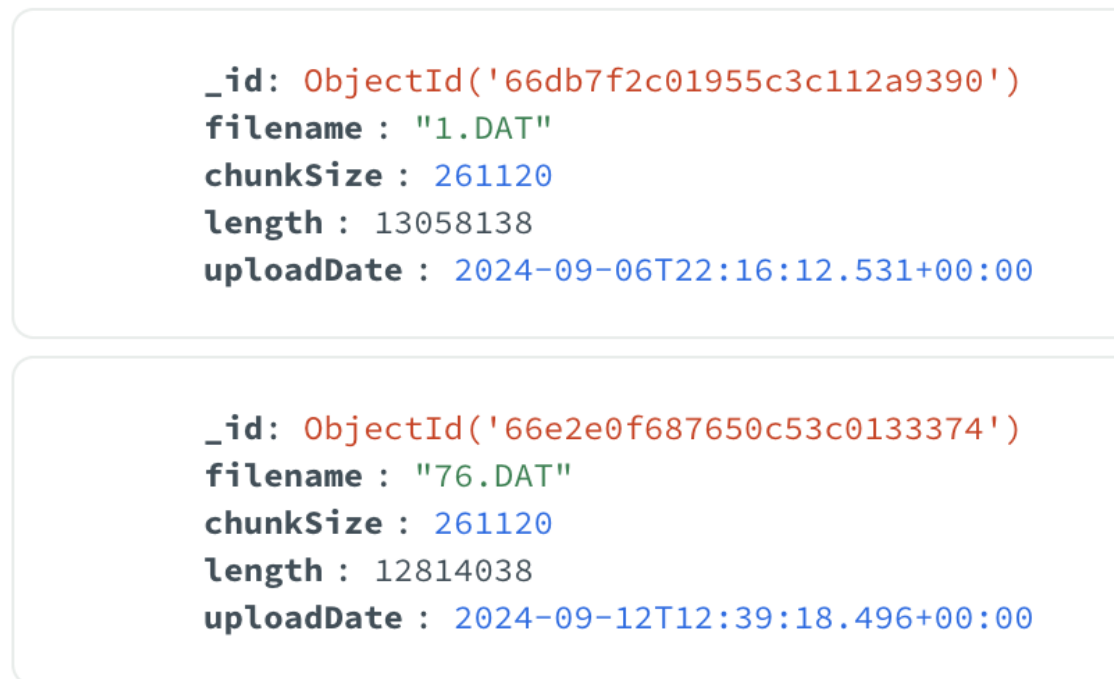 _id: ObjectId('66db7f2c01955c3c112a9390')
filename : "1.DAT"
chunkSize : 261120
length : 13058138
uploadDate : 2024-09-06T22:16:12.531+00:00
_id: ObjectId('66e2e0f687650c53c0133374')
filename : "76.DAT"
chunkSize : 261120
length : 12814038
uploadDate : 2024-09-12T12:39:18.496+00:00